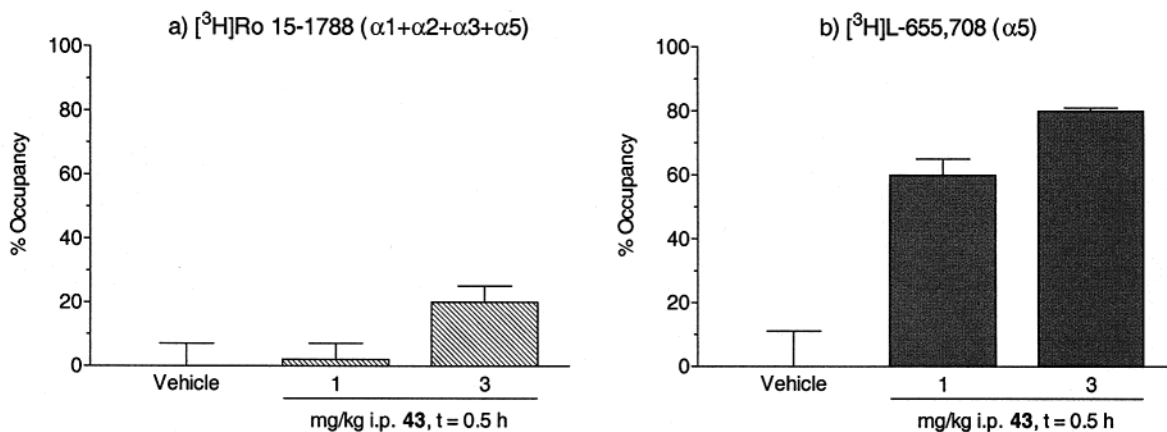 a) [³H]Ro 15-1788 (α1+α2+α3+α5)
% Occupancy
100
80
60
40
20
0
Vehicle
1
3
mg/kg i.p. 43, t = 0.5 h
b) [³H]L-655,708 (α5)
% Occupancy
100
80
60
40
20
0
Vehicle
1
3
mg/kg i.p. 43, t = 0.5 h